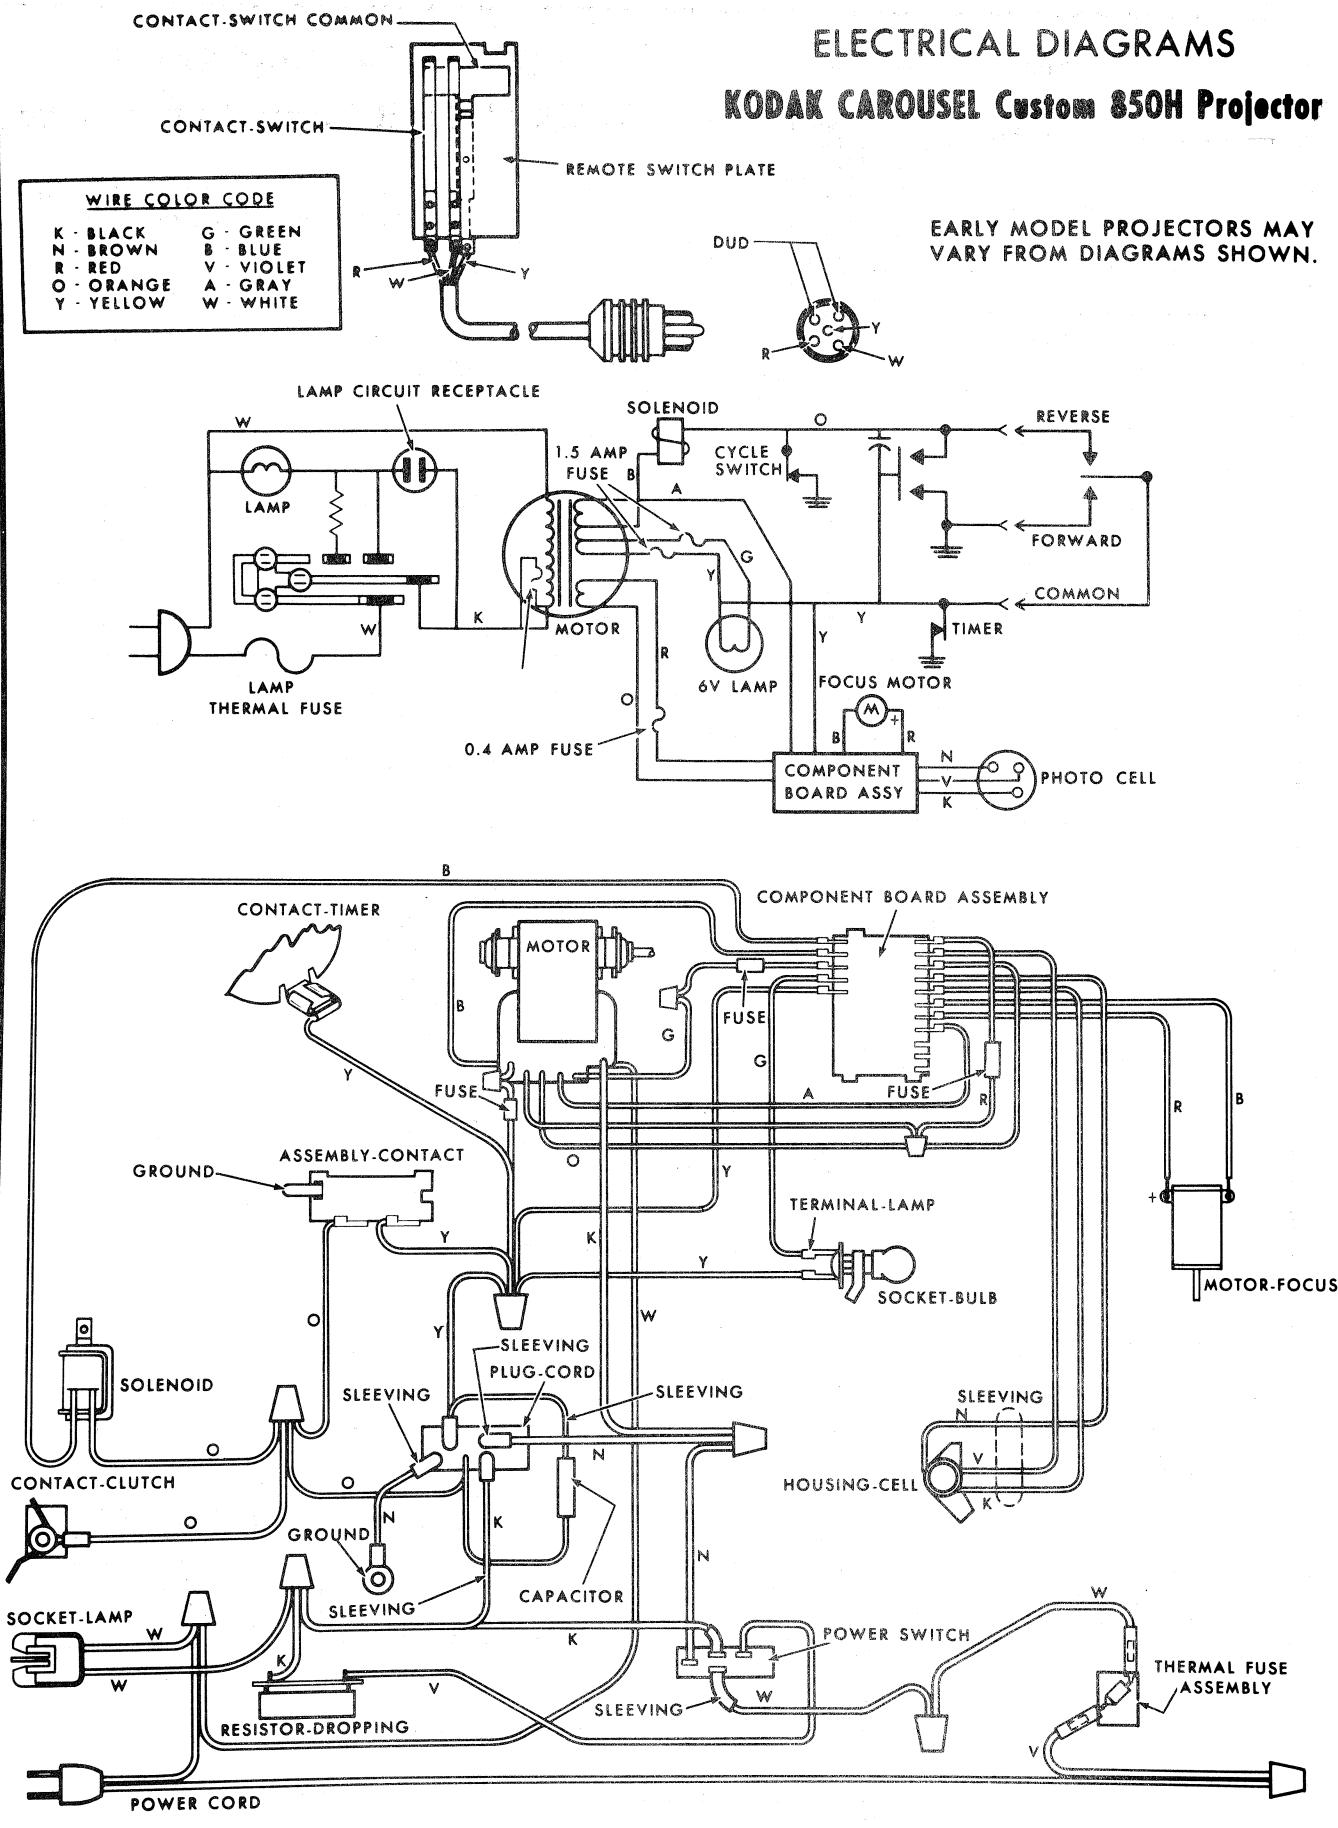 CONTACT-SWITCH COMMON
ELECTRICAL DIAGRAMS
KODAK CAROUSEL Custom 850H Projector
CONTACT-SWITCH
REMOTE SWITCH PLATE
WIRE COLOR CODE
K - BLACK G - GREEN
N - BROWN B - BLUE
R - RED V - VIOLET
O - ORANGE A - GRAY
Y - YELLOW W - WHITE
EARLY MODEL PROJECTORS MAY
VARY FROM DIAGRAMS SHOWN.
R
W
Y
DUD
Y
R
W
LAMP CIRCUIT RECEPTACLE
W
SOLENOID
O
REVERSE
1.5 AMP
FUSE
B
CYCLE
SWITCH
A
LAMP
G
FORWARD
Y
COMMON
W
K
MOTOR
Y
Y
TIMER
R
LAMP
THERMAL FUSE
6V LAMP
FOCUS MOTOR
O
M
+
B
R
0.4 AMP FUSE
COMPONENT
BOARD ASSY
N
V
K
PHOTO CELL
B
COMPONENT BOARD ASSEMBLY
CONTACT-TIMER
MOTOR
B
FUSE
G
G
Y
FUSE
A
FUSE
R
R
B
ASSEMBLY-CONTACT
GROUND
O
Y
+
TERMINAL-LAMP
Y
K
Y
SOCKET-BULB
MOTOR-FOCUS
O
W
Y
SLEEVING
PLUG-CORD
SOLENOID
SLEEVING
SLEEVING
SLEEVING
N
O
N
V
CONTACT-CLUTCH
O
HOUSING-CELL
K
O
N
K
GROUND
N
CAPACITOR
SLEEVING
SOCKET-LAMP
W
W
K
POWER SWITCH
K
W
V
THERMAL FUSE
ASSEMBLY
W
SLEEVING
RESISTOR-DROPPING
V
POWER CORD